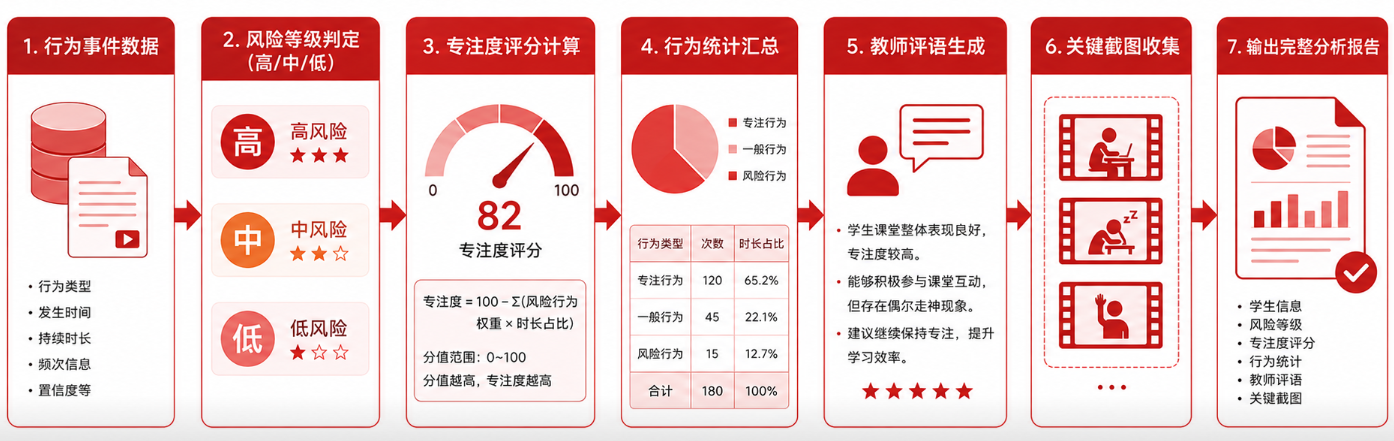 1. 行为事件数据
• 行为类型
• 发生时间
• 持续时长
• 频次信息
• 置信度等
2. 风险等级判定
(高/中/低)
高 高风险
中 中风险
低 低风险
3. 专注度评分计算
0 100
82
专注度评分
专注度 = 100 − Σ(风险行为
权重 × 时长占比)
分值范围：0~100
分值越高，专注度越高
4. 行为统计汇总
专注行为
一般行为
风险行为
行为类型 次数 时长占比
专注行为 120 65.2%
一般行为 45 22.1%
风险行为 15 12.7%
合计 180 100%
5. 教师评语生成
• 学生课堂整体表现良好，
专注度较高。
• 能够积极参与课堂互动，
但存在偶尔走神现象。
• 建议继续保持专注，提升
学习效率。
6. 关键截图收集
zZ
7. 输出完整分析报告
• 学生信息
• 风险等级
• 专注度评分
• 行为统计
• 教师评语
• 关键截图